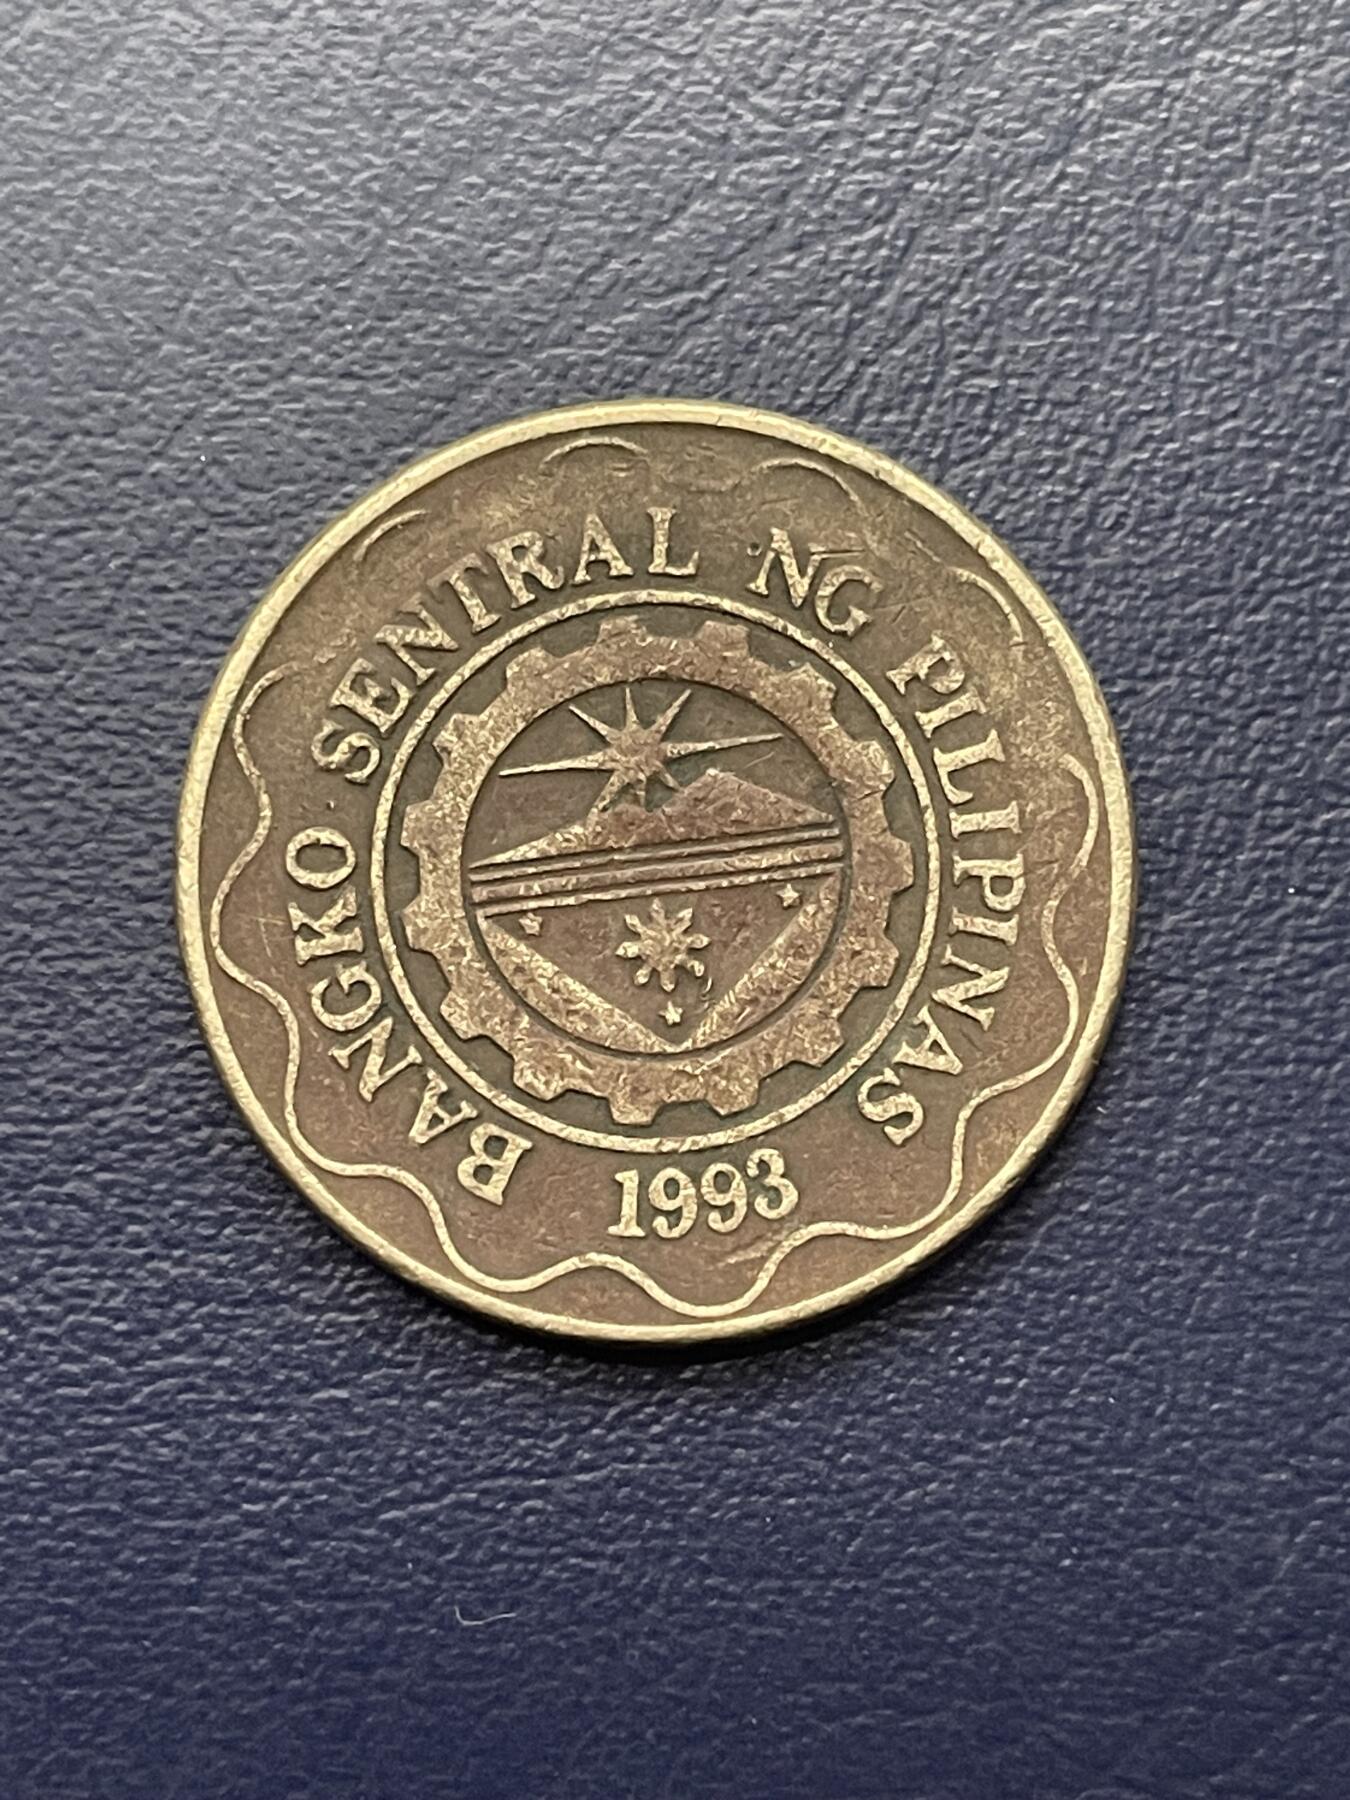 BANGKO SENTRAL NG PILIPINAS
1993